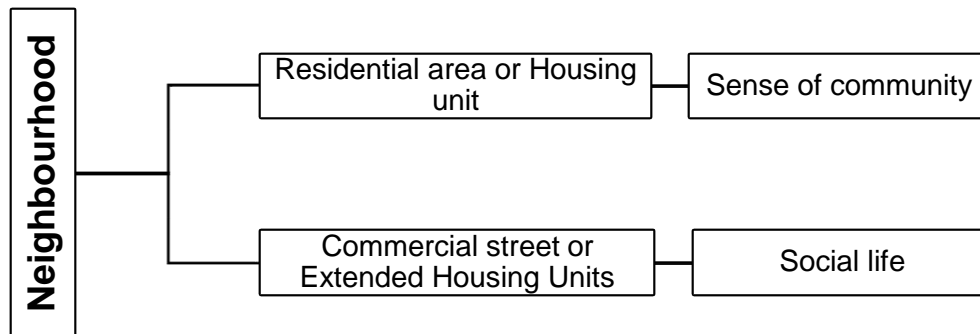 Neighbourhood
Residential area or Housing
unit
Sense of community
Commercial street or
Extended Housing Units
Social life